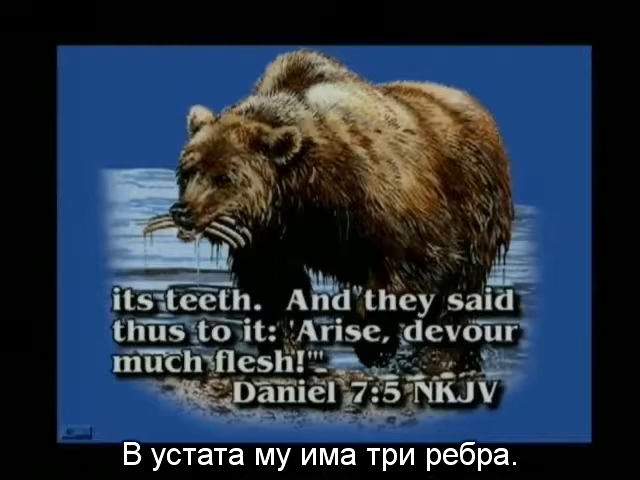 its teeth. And they said
thus to it: 'Arise, devour
much flesh!'".
Daniel 7:5 NKJV
В устата му има три ребра.